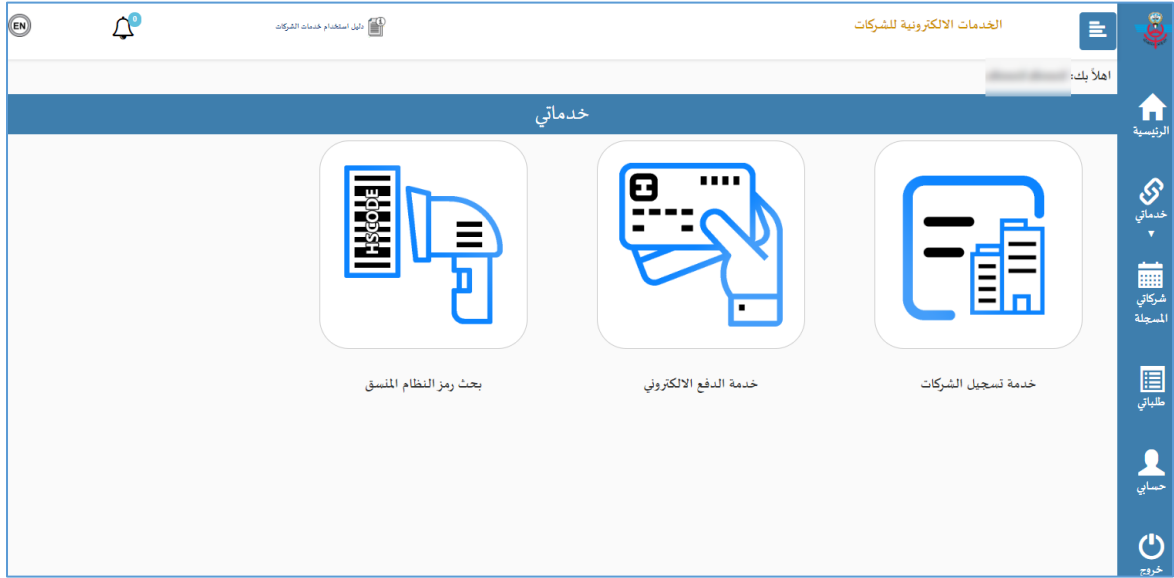 الخدمات الالكترونية للشركات
دليل استخدام خدمات الشركات
0
EN
اهلاً بك:
خدماتي
HSCODE
خدمة تسجيل الشركات
خدمة الدفع الالكتروني
بحث رمز النظام المنسق
الرئيسية
خدماتي
شركاتي
المسجلة
طلباتي
حسابي
خروج